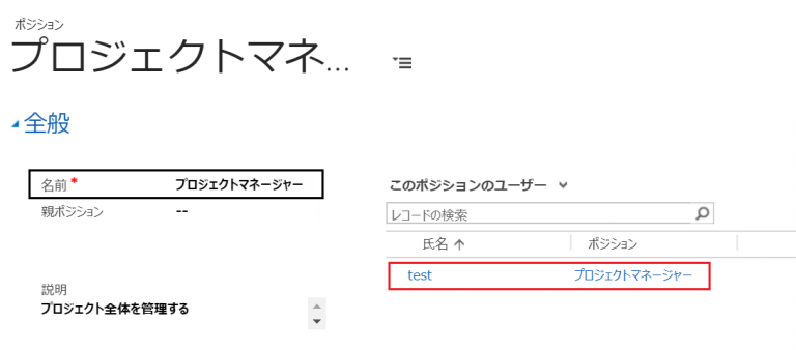 ポジション
プロジェクトマネ...
全般
名前 * プロジェクトマネージャー
親ポジション --
説明
プロジェクト全体を管理する
このポジションのユーザー
レコードの検索
氏名 ↑ ポジション
test プロジェクトマネージャー